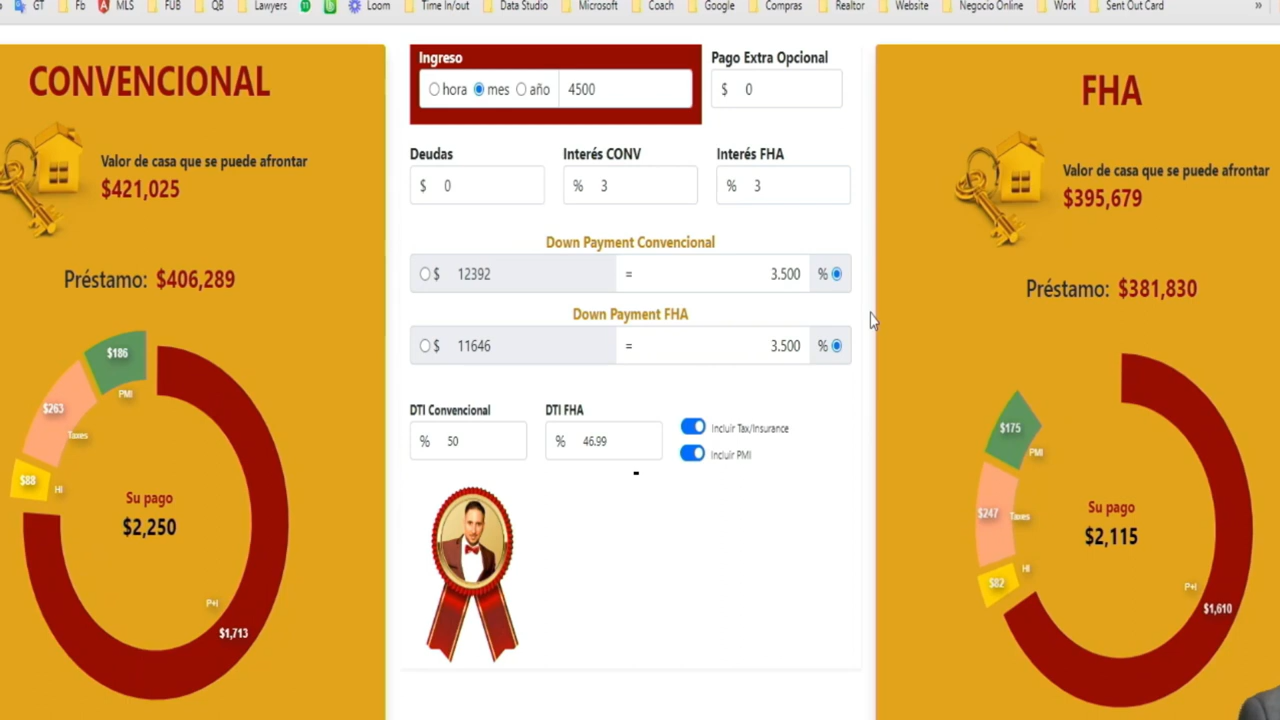 GT Fb MLS FUB QB Lawyers Loom Time In/out Data Studio Microsoft Coach Google Compras Realtor Website Negocio Online Work Sent Out Card »
CONVENCIONAL
Valor de casa que se puede afrontar
$421,025
Préstamo: $406,289
$186
PMI
$263
Taxes
$88
HI
Su pago
$2,250
P+I
$1,713
Ingreso
hora mes año 4500
Pago Extra Opcional
$ 0
Deudas
$ 0
Interés CONV
% 3
Interés FHA
% 3
Down Payment Convencional
$ 12392 = 3.500 %
Down Payment FHA
$ 11646 = 3.500 %
DTI Convencional
% 50
DTI FHA
% 46.99
Incluir Tax/Insurance
Incluir PMI
FHA
Valor de casa que se puede afrontar
$395,679
Préstamo: $381,830
$175
PMI
$247
Taxes
HI
$82
Su pago
$2,115
P+I
$1,610